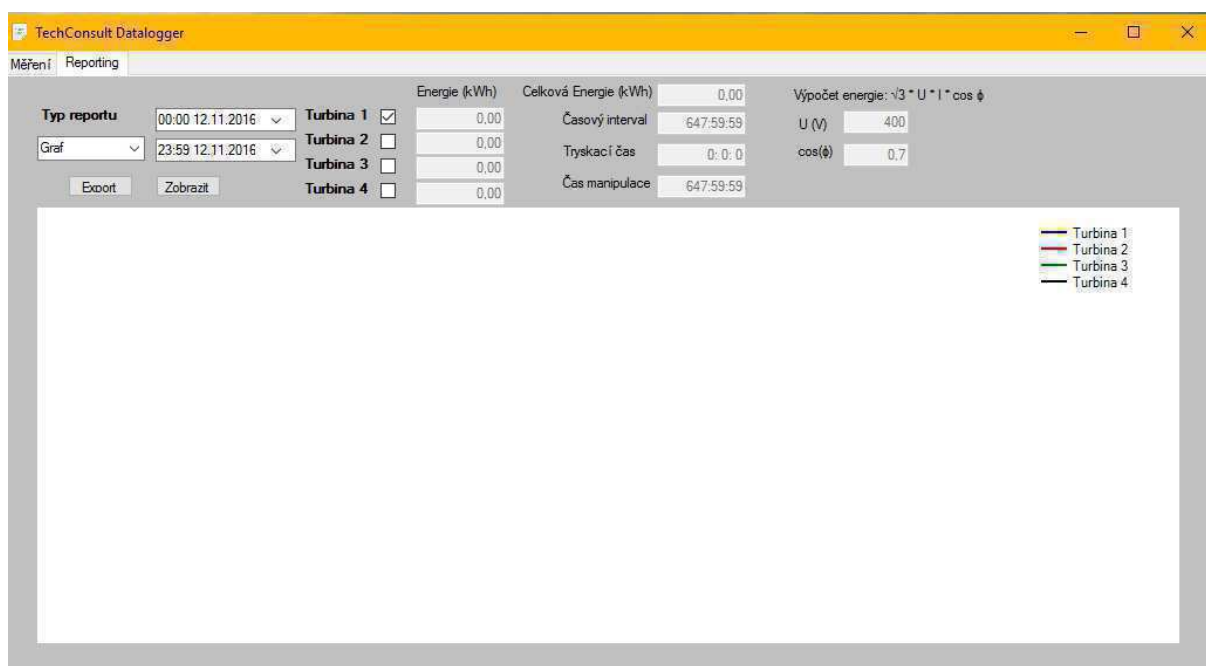 TechConsult Datalogger
Měření Reporting
Energie (kWh) Celková Energie (kWh) 0,00 Výpočet energie: √3 * U * I * cos ϕ
Typ reportu 00:00 12.11.2016 Turbina 1 0,00 Časový interval 647:59:59 U (V) 400
Graf 23:59 12.11.2016 Turbina 2 0,00 Tryskací čas 0: 0: 0 cos(ϕ) 0,7
Turbina 3 0,00
Export Zobrazit Turbina 4 0,00 Čas manipulace 647:59:59
Turbina 1
Turbina 2
Turbina 3
Turbina 4